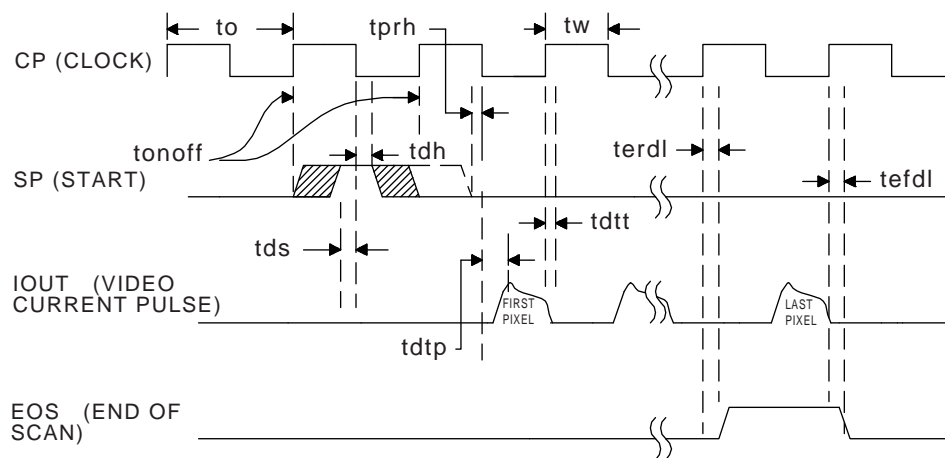 to
tprh
tw
CP (CLOCK)
tonoff
tdh
terdl
SP (START)
tefdl
tds
tdtt
IOUT (VIDEO
CURRENT PULSE)
FIRST
PIXEL
LAST
PIXEL
tdtp
EOS (END OF
SCAN)